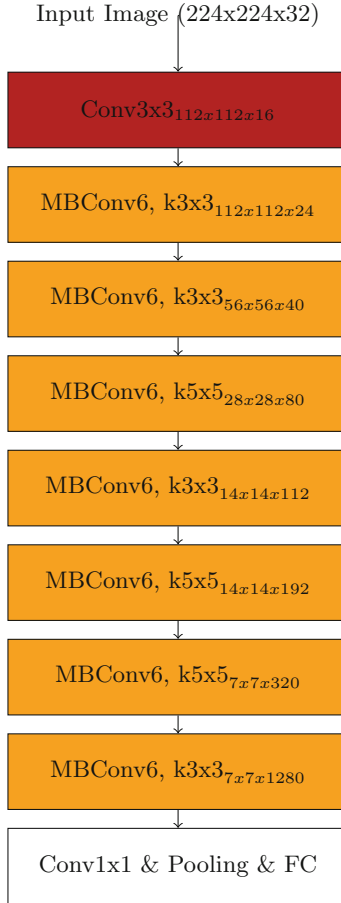 Input Image (224x224x32)
Conv3x3₁₁₂ₓ₁₁₂ₓ₁₆
MBConv6, k3x3₁₁₂ₓ₁₁₂ₓ₂₄
MBConv6, k3x3₅₆ₓ₅₆ₓ₄₀
MBConv6, k5x5₂₈ₓ₂₈ₓ₈₀
MBConv6, k3x3₁₄ₓ₁₄ₓ₁₁₂
MBConv6, k5x5₁₄ₓ₁₄ₓ₁₉₂
MBConv6, k5x5₇ₓ₇ₓ₃₂₀
MBConv6, k3x3₇ₓ₇ₓ₁₂₈₀
Conv1x1 & Pooling & FC